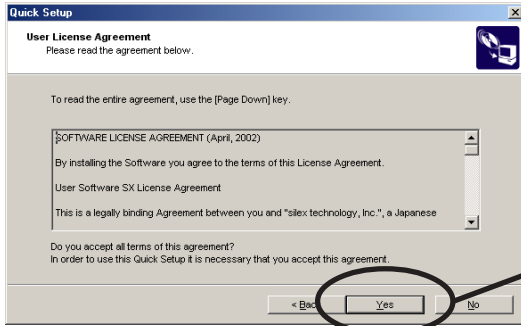 Quick Setup
User License Agreement
Please read the agreement below.
To read the entire agreement, use the [Page Down] key.
SOFTWARE LICENSE AGREEMENT (April, 2002)
By installing the Software you agree to the terms of this License Agreement.
User Software SX License Agreement
This is a legally binding Agreement between you and "silex technology, Inc.", a Japanese
Do you accept all terms of this agreement?
In order to use this Quick Setup it is necessary that you accept this agreement.
< Back Yes No